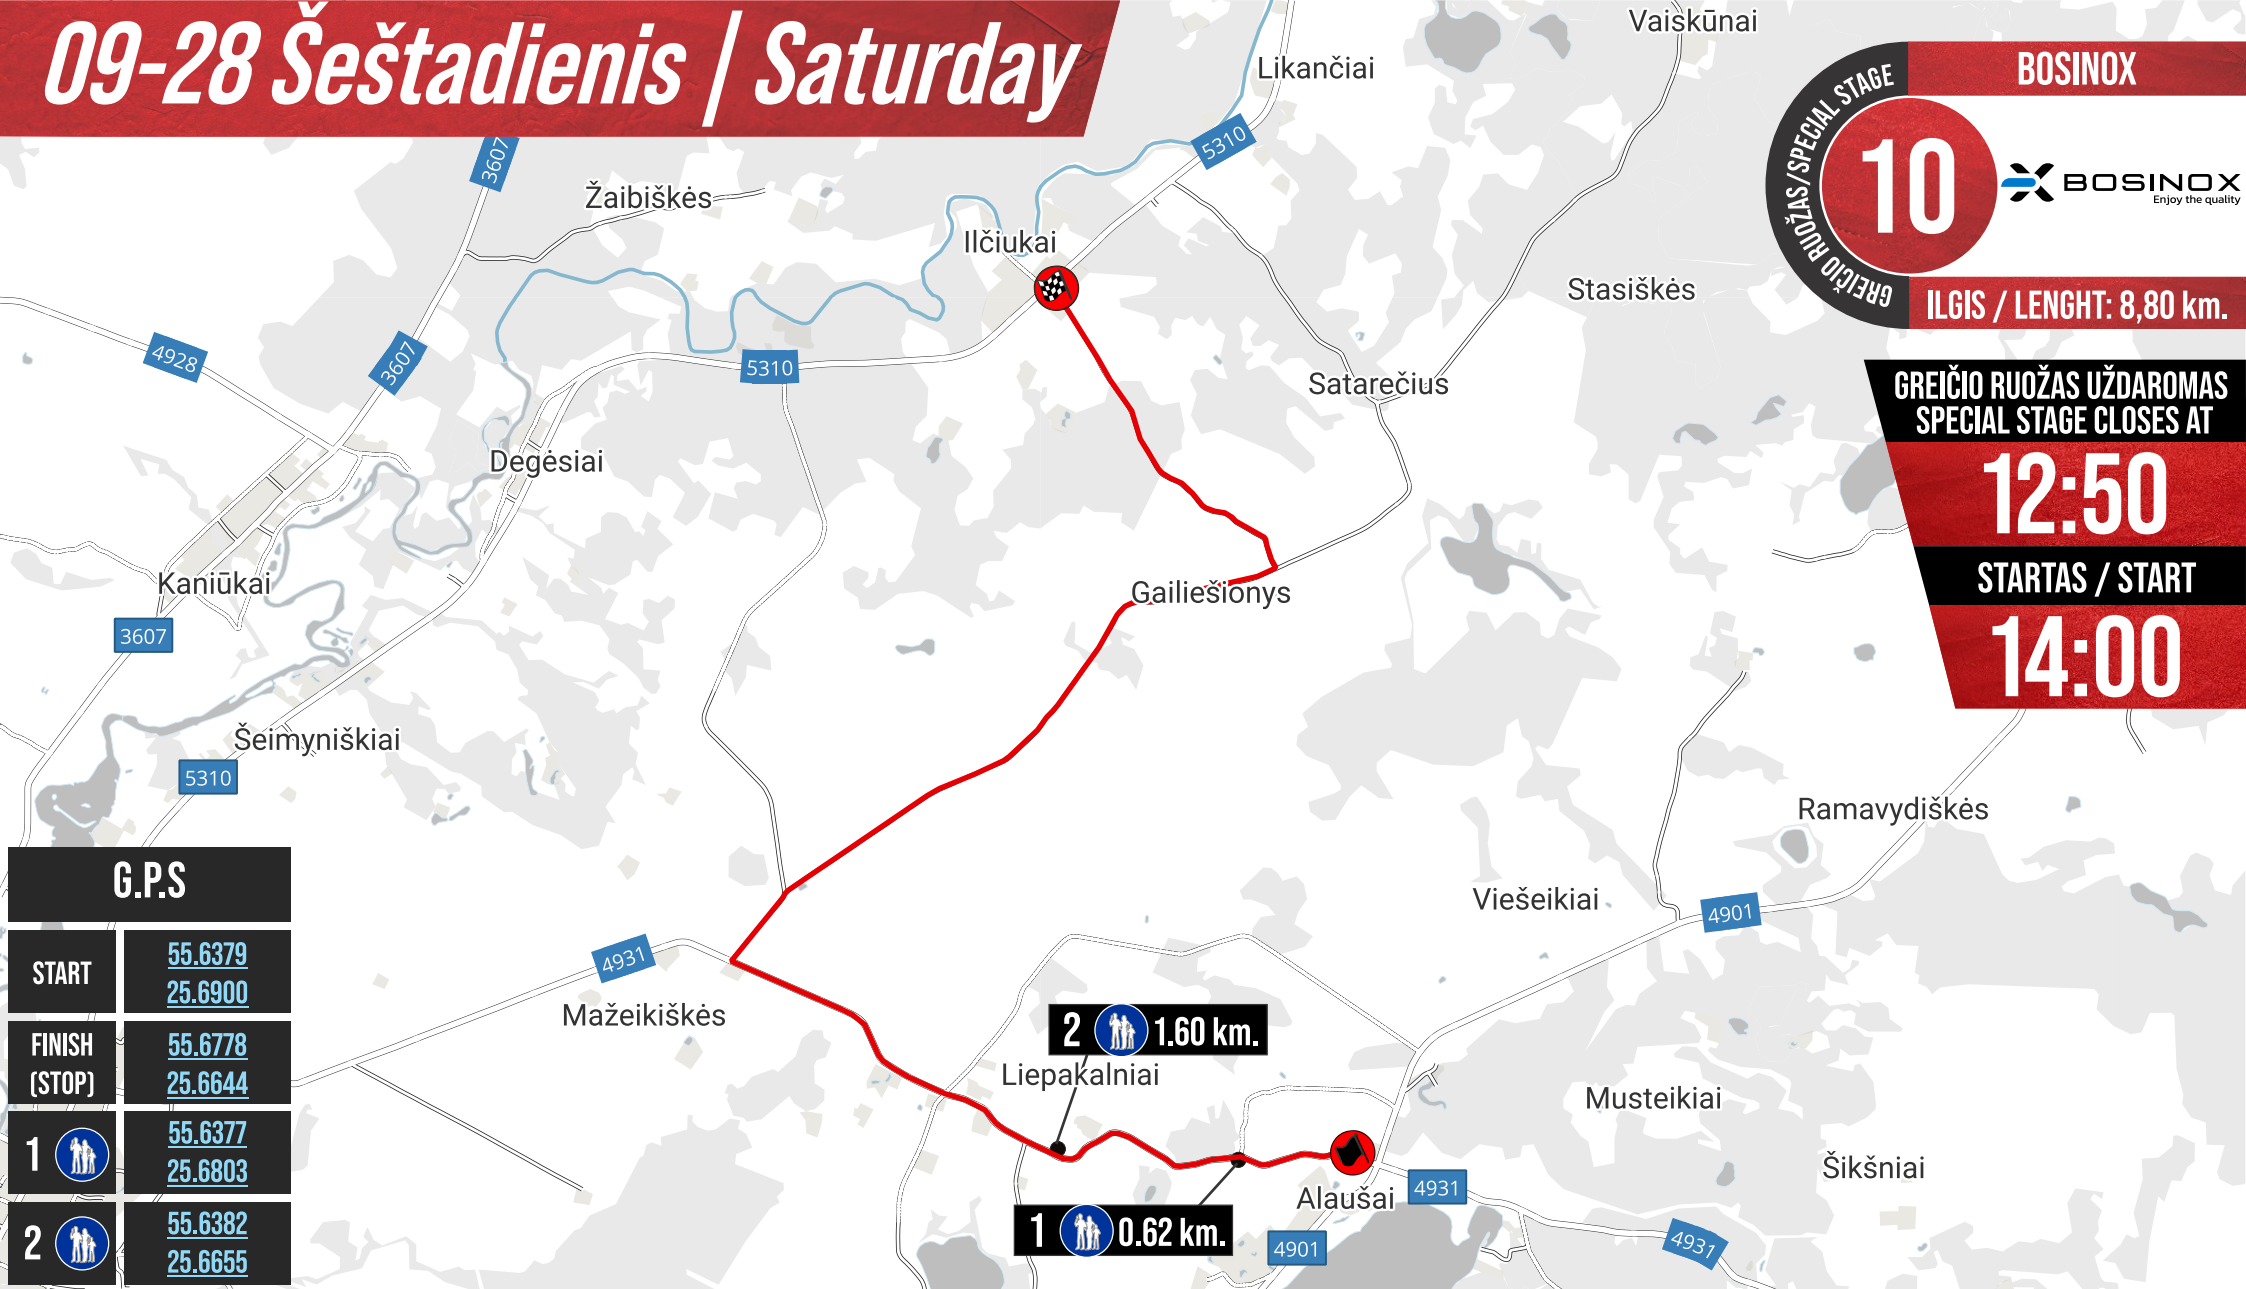 09-28 Šeštadienis | Saturday
Vaiskūnai
Likančiai
5310
3607
Žaibiškės
Ilčiukai
GREIČIO RUOŽAS/SPECIAL STAGE
10
BOSINOX
BOSINOX
Enjoy the quality
ILGIS / LENGHT: 8,80 km.
Stasiškės
4928
3607
5310
Satarečius
GREIČIO RUOŽAS UŽDAROMAS
SPECIAL STAGE CLOSES AT
12:50
STARTAS / START
14:00
Degėsiai
Kaniūkai
Gailiešionys
3607
Šeimyniškiai
5310
Ramavydiškės
Viešeikiai
4901
4931
Mažeikiškės
2 1.60 km.
Liepakalniai
Musteikiai
Šikšniai
Alaušai
4931
1 0.62 km.
4901
4931
G.P.S
START
55.6379
25.6900
FINISH
(STOP)
55.6778
25.6644
1
55.6377
25.6803
2
55.6382
25.6655